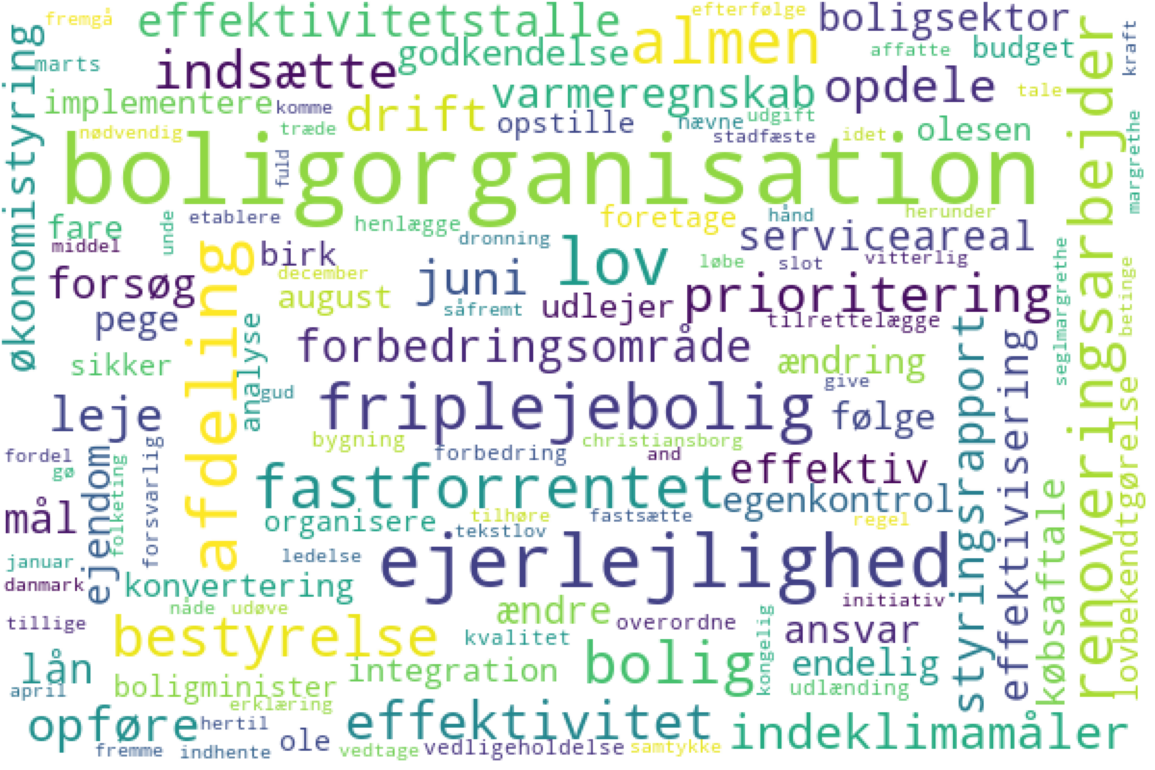 fremgå
effektivitetstalle
efterfølge
boligsektor
kraft
økonomistyring
marts
indsætte
godkendelse
almen
affatte
budget
renoveringsarbejder
implementere
komme
drift
varmeregnskab
opdele
tale
nødvendig
træde
opstille
nævne
udgift
stadfæste
idet
olesen
margrethe
boligorganisation
fuld
fare
unde
etablere
henlægge
foretage
hånd
herunder
middel
afdeling
birk
dronning
lov
serviceareal
forsøg
december
juni
løbe
slot
vitterlig
seglmargrethe
betinge
august
såfremt
udlejer
prioritering
pege
analyse
tilrettelægge
styringsrapport
effektivisering
sikker
forbedringsområde
ændring
gud
give
leje
friplejebolig
følge
lovbekendtgørelse
bygning
christiansborg
fordel
ejendom
folketing
forsvarlig
forbedring
and
gø
fastforrentet
effektiv
egenkontrol
købsaftale
mål
organisere
tilhøre
fastsætte
regel
tekstlov
januar
ledelse
ejerlejlighed
danmark
konvertering
initiativ
nåde
udøve
ændre
kongelig
tillige
bestyrelse
kvalitet
overordne
ansvar
lån
integration
bolig
endelig
april
boligminister
udlænding
erklæring
opføre
hertil
effektivitet
indeklimamåler
fremme
indhente
ole
vedtage
vedligeholdelse
samtykke